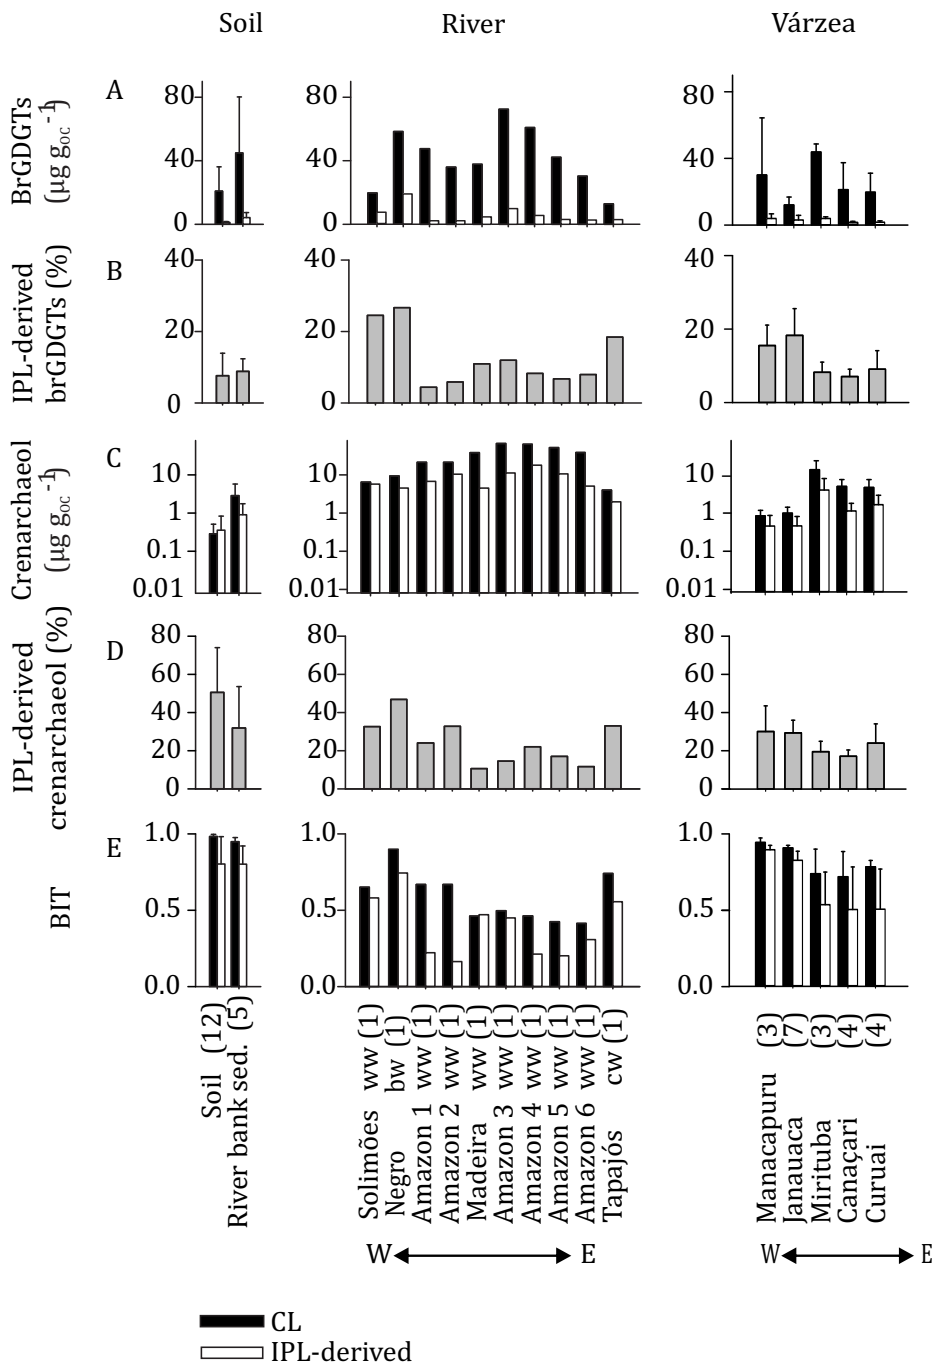 Soil River Várzea
A
BrGDGTs
(µg goc-1)
80
40
0
80
40
0
80
40
0
B
IPL-derived
brGDGTs (%)
40
20
0
40
20
0
40
20
0
C
Crenarchaeol
(µg goc-1)
10
1
0.1
0.01
10
1
0.1
0.01
10
1
0.1
0.01
D
IPL-derived
crenarchaeol (%)
80
60
40
20
0
80
60
40
20
0
80
60
40
20
0
E
BIT
1.0
0.5
0.0
1.0
0.5
0.0
1.0
0.5
0.0
Soil (12)
River bank sed. (5)
Solimões ww (1)
Negro bw (1)
Amazon 1 ww (1)
Amazon 2 ww (1)
Madeira ww (1)
Amazon 3 ww (1)
Amazon 4 ww (1)
Amazon 5 ww (1)
Amazon 6 ww (1)
Tapajós cw (1)
Manacapuru (3)
Janauaca (7)
Mirituba (3)
Canaçari (4)
Curuai (4)
W E
W E
CL
IPL-derived